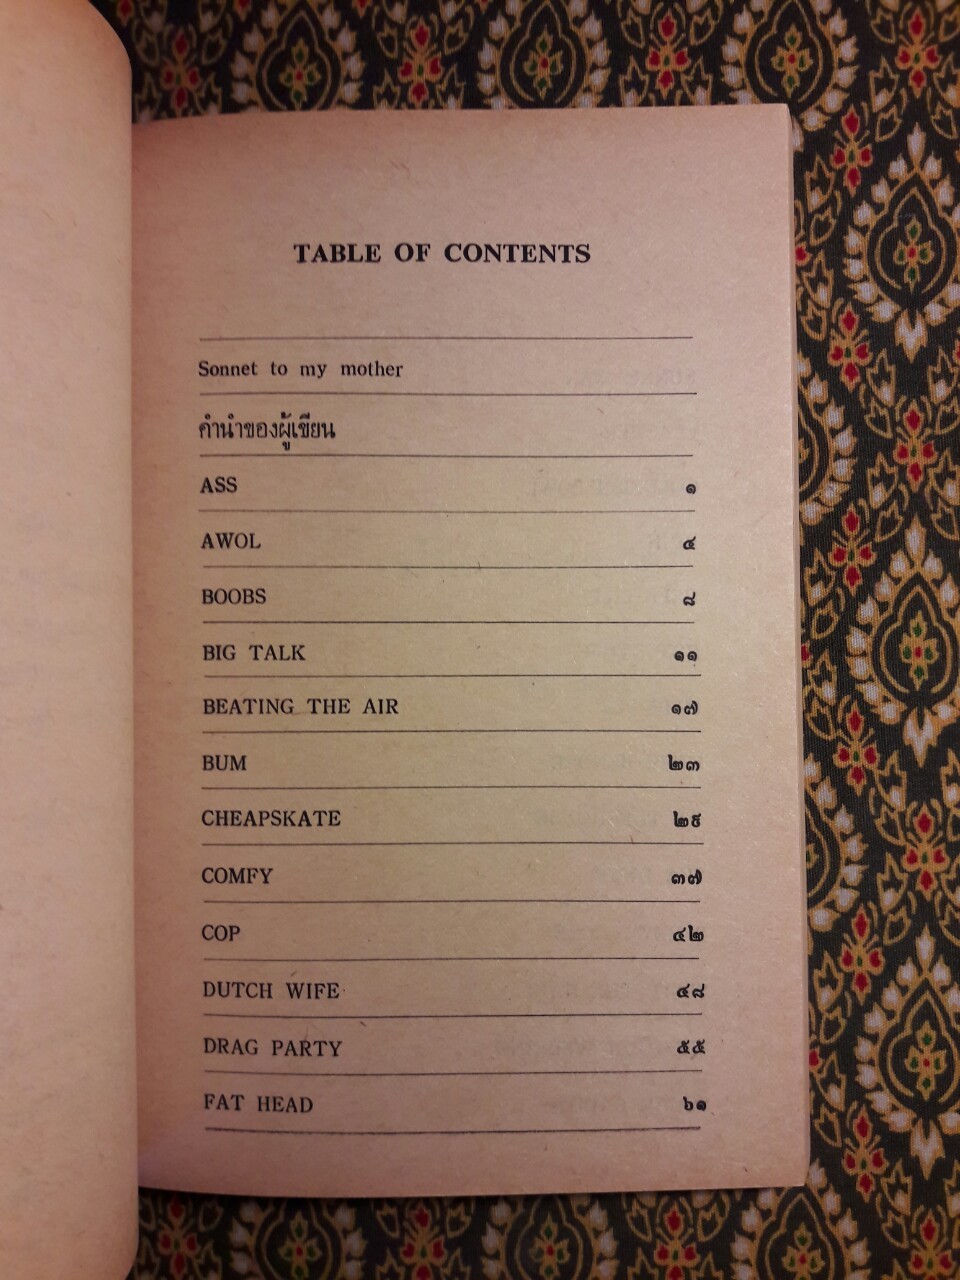 TABLE OF CONTENTS
Sonnet to my mother
คำนำของผู้เขียน
ASS ๑
AWOL ๔
BOOBS ๘
BIG TALK ๑๑
BEATING THE AIR ๑๗
BUM ๒๓
CHEAPSKATE ๒๙
COMFY ๓๗
COP ๔๒
DUTCH WIFE ๔๘
DRAG PARTY ๕๕
FAT HEAD ๖๑